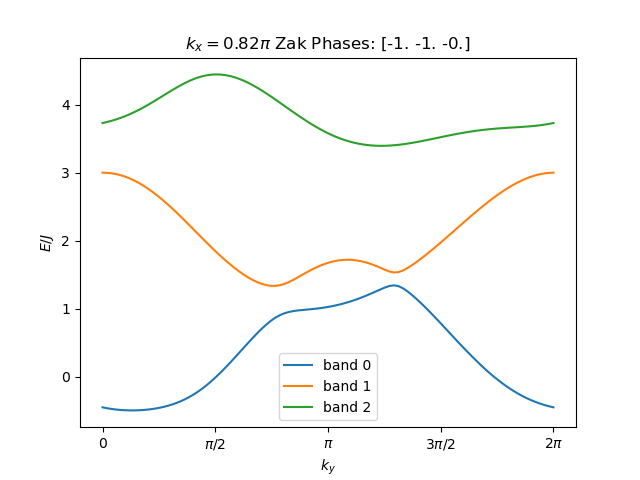 $k_x = 0.82\pi$ Zak Phases: [-1. -1. -0.]
E/J
4
3
2
1
0
band 0
band 1
band 2
0
π/2
π
3π/2
2π
$k_y$